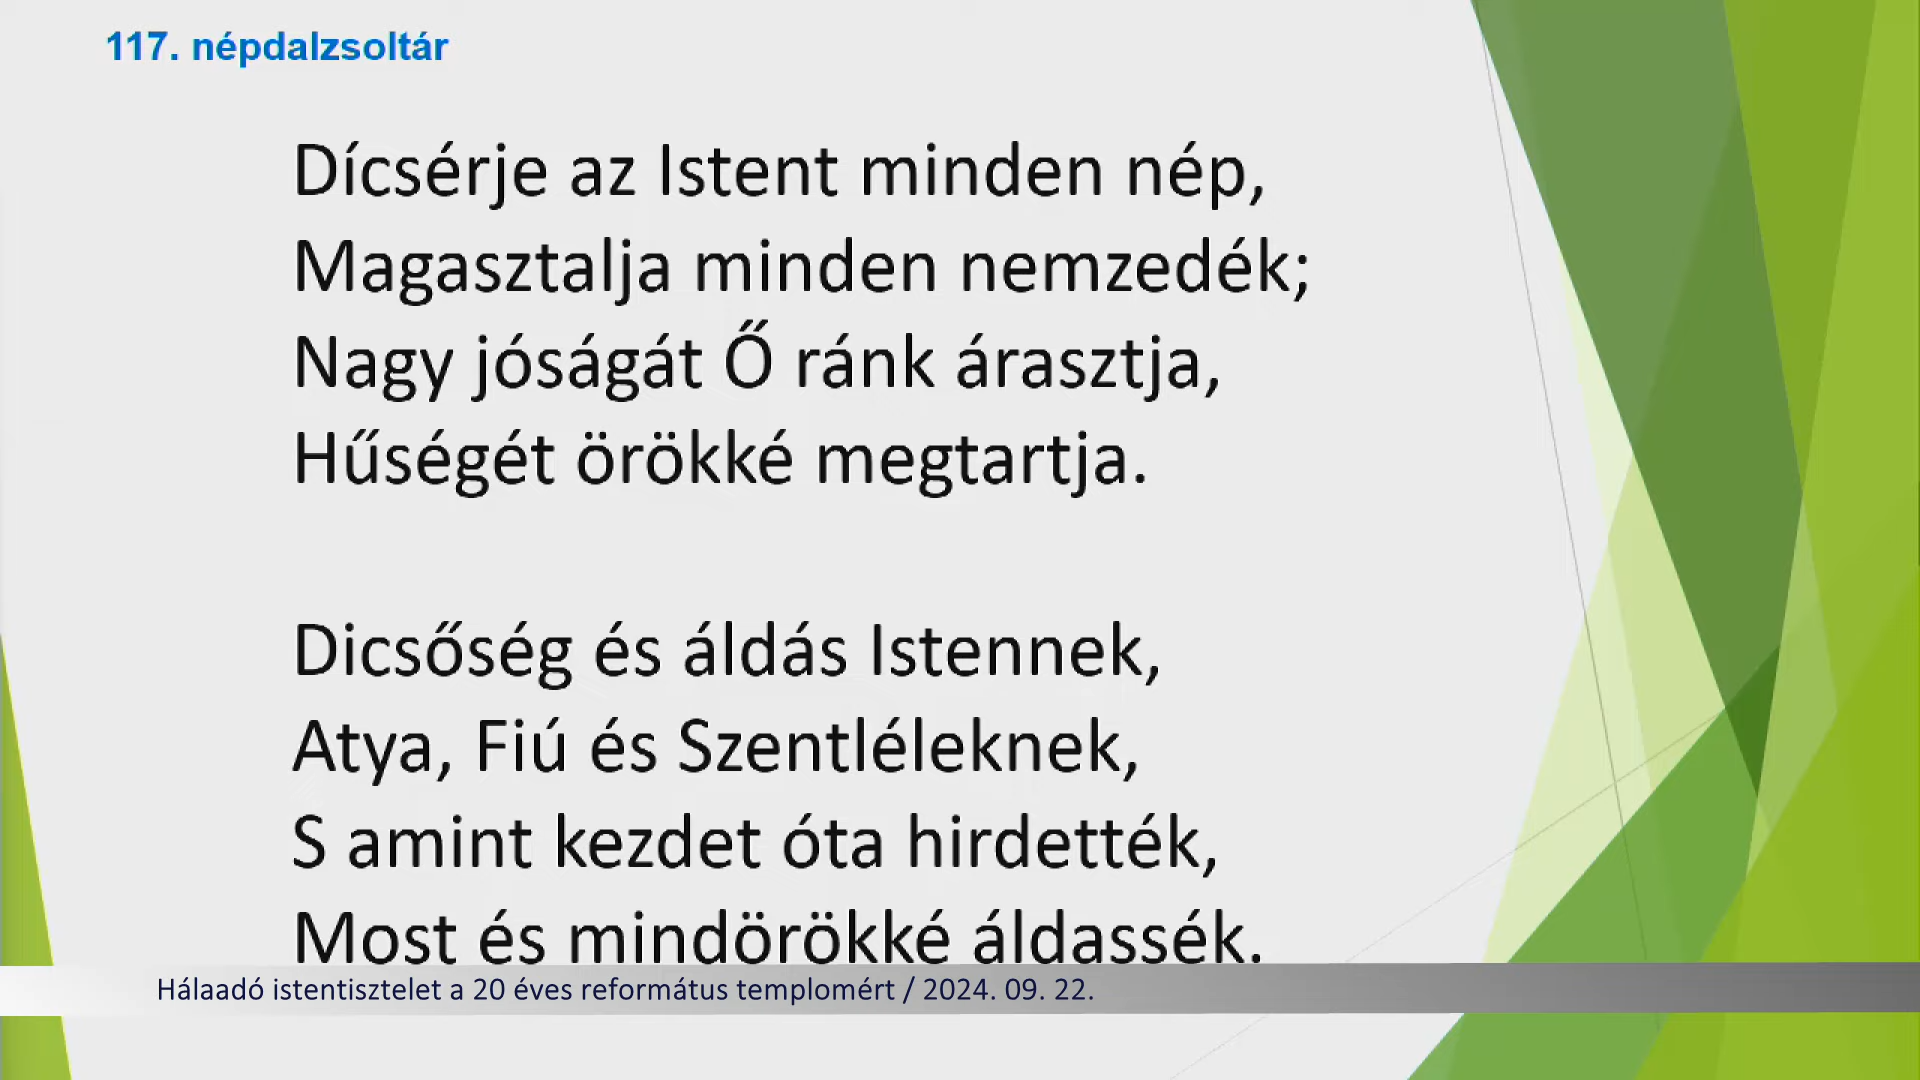 117. népdalzsoltár
Dícsérje az Istent minden nép,
Magasztalja minden nemzedék;
Nagy jóságát Ő ránk árasztja,
Hűségét örökké megtartja.
Dicsőség és áldás Istennek,
Atya, Fiú és Szentléleknek,
S amint kezdet óta hirdették,
Most és mindörökké áldassék.
Hálaadó istentisztelet a 20 éves református templomért / 2024. 09. 22.